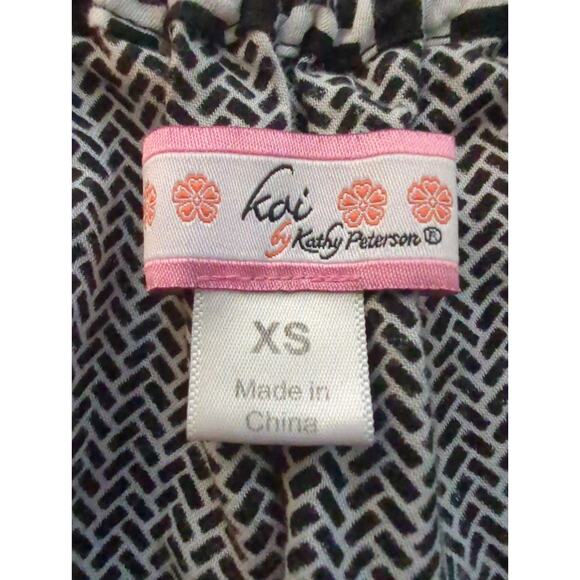 koi
by Kathy Peterson®
XS
Made in
China